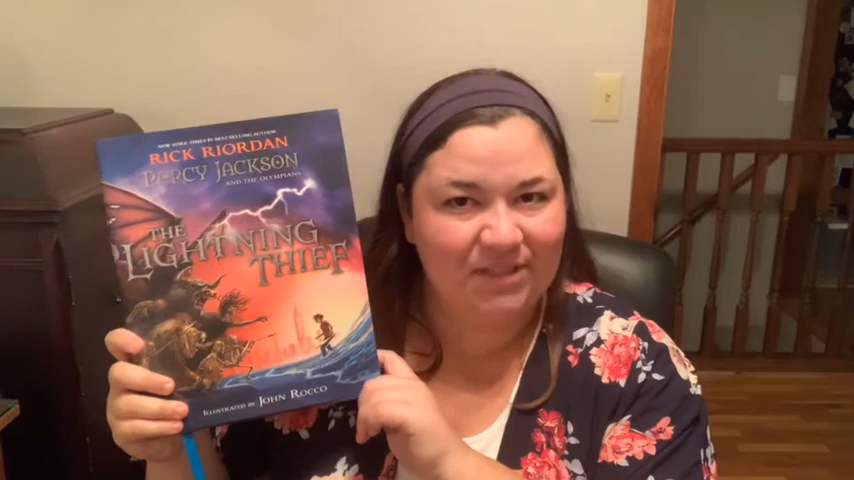 NEW YORK TIMES BEST-SELLING AUTHOR
RICK RIORDAN
PERCY JACKSON
AND THE OLYMPIANS
THE
LIGHTNING
THIEF
ILLUSTRATED BY JOHN ROCCO